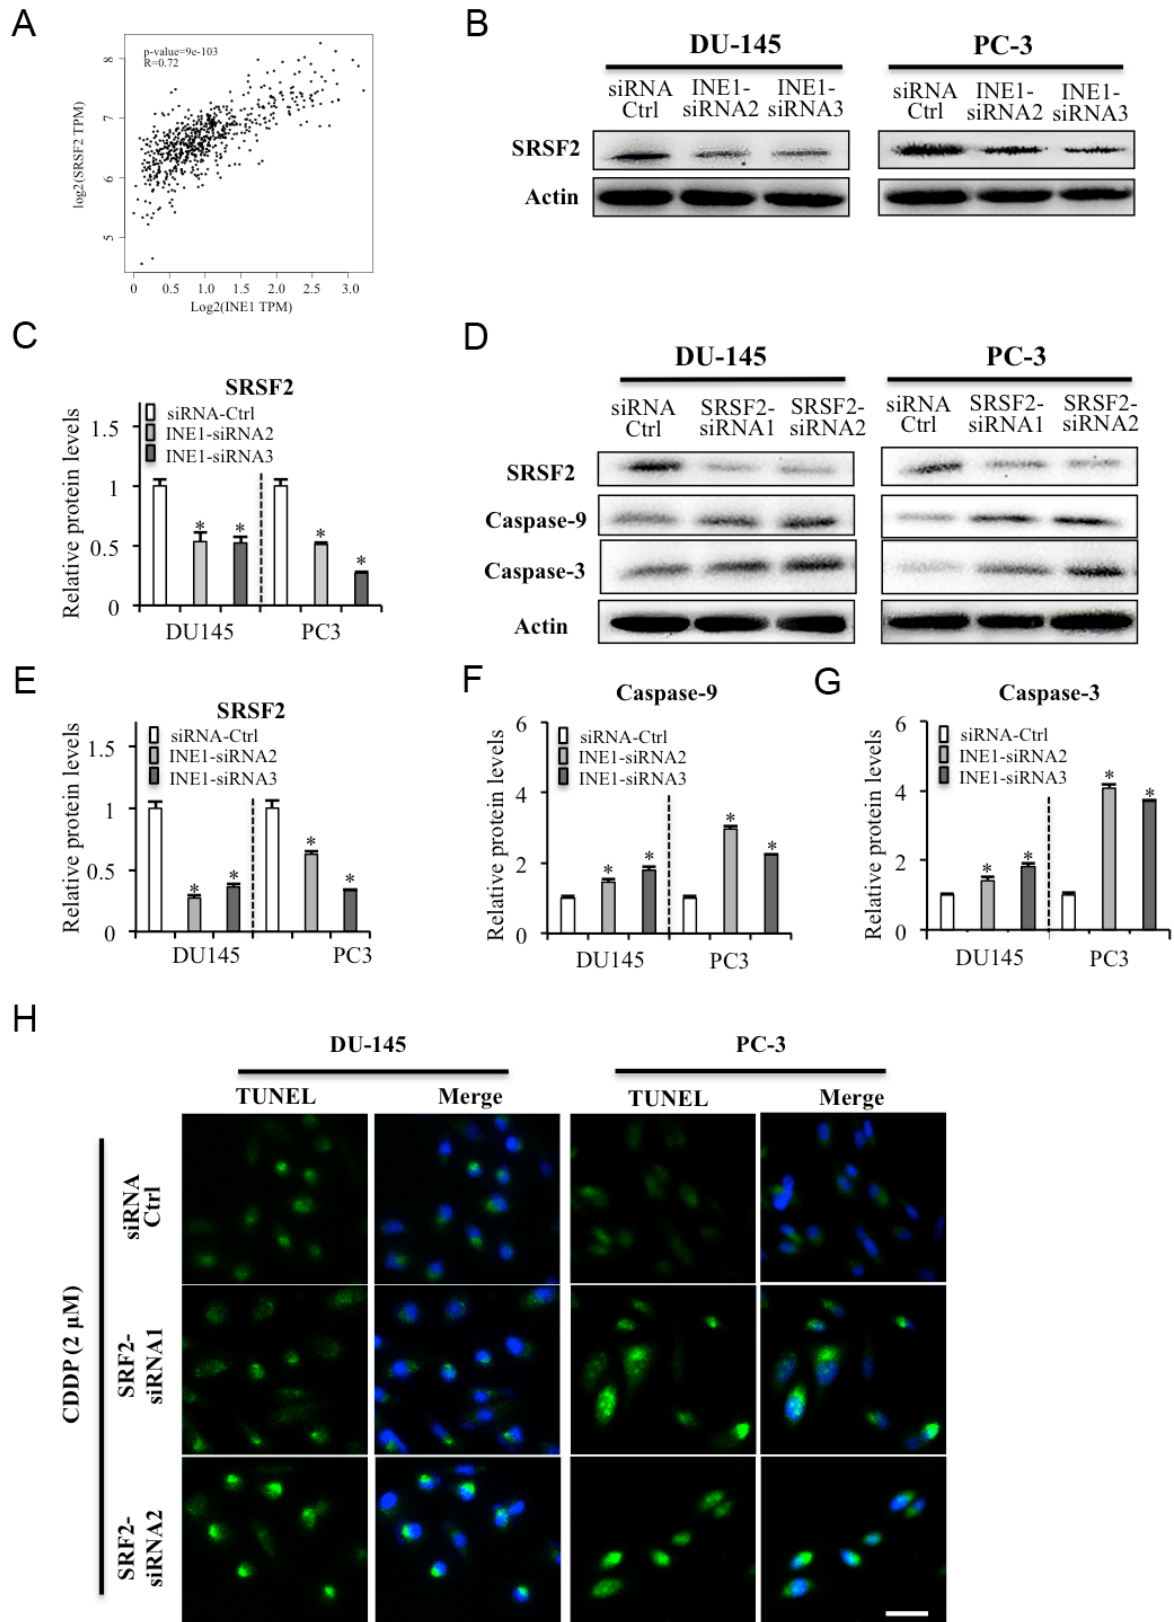 A
p-value=9e-103
R=0.72
log2(SRSF2 TPM)
8
7
6
5
0 0.5 1.0 1.5 2.0 2.5 3.0
Log2(INE1 TPM)
B
DU-145 PC-3
siRNA Ctrl INE1-siRNA2 INE1-siRNA3 siRNA Ctrl INE1-siRNA2 INE1-siRNA3
SRSF2
Actin
C
SRSF2
siRNA-Ctrl
INE1-siRNA2
INE1-siRNA3
Relative protein levels
1.5
1
0.5
0
* * * *
DU145 PC3
D
DU-145 PC-3
siRNA Ctrl SRSF2-siRNA1 SRSF2-siRNA2 siRNA Ctrl SRSF2-siRNA1 SRSF2-siRNA2
SRSF2
Caspase-9
Caspase-3
Actin
E
SRSF2
siRNA-Ctrl
INE1-siRNA2
INE1-siRNA3
Relative protein levels
1.5
1
0.5
0
* * * *
DU145 PC3
F
Caspase-9
siRNA-Ctrl
INE1-siRNA2
INE1-siRNA3
Relative protein levels
6
4
2
0
* * * *
DU145 PC3
G
Caspase-3
siRNA-Ctrl
INE1-siRNA2
INE1-siRNA3
Relative protein levels
6
4
2
0
* * * *
DU145 PC3
H
DU-145 PC-3
TUNEL Merge TUNEL Merge
CDDP (2 µM)
siRNA
Ctrl
SRF2-
siRNA1
SRF2-
siRNA2